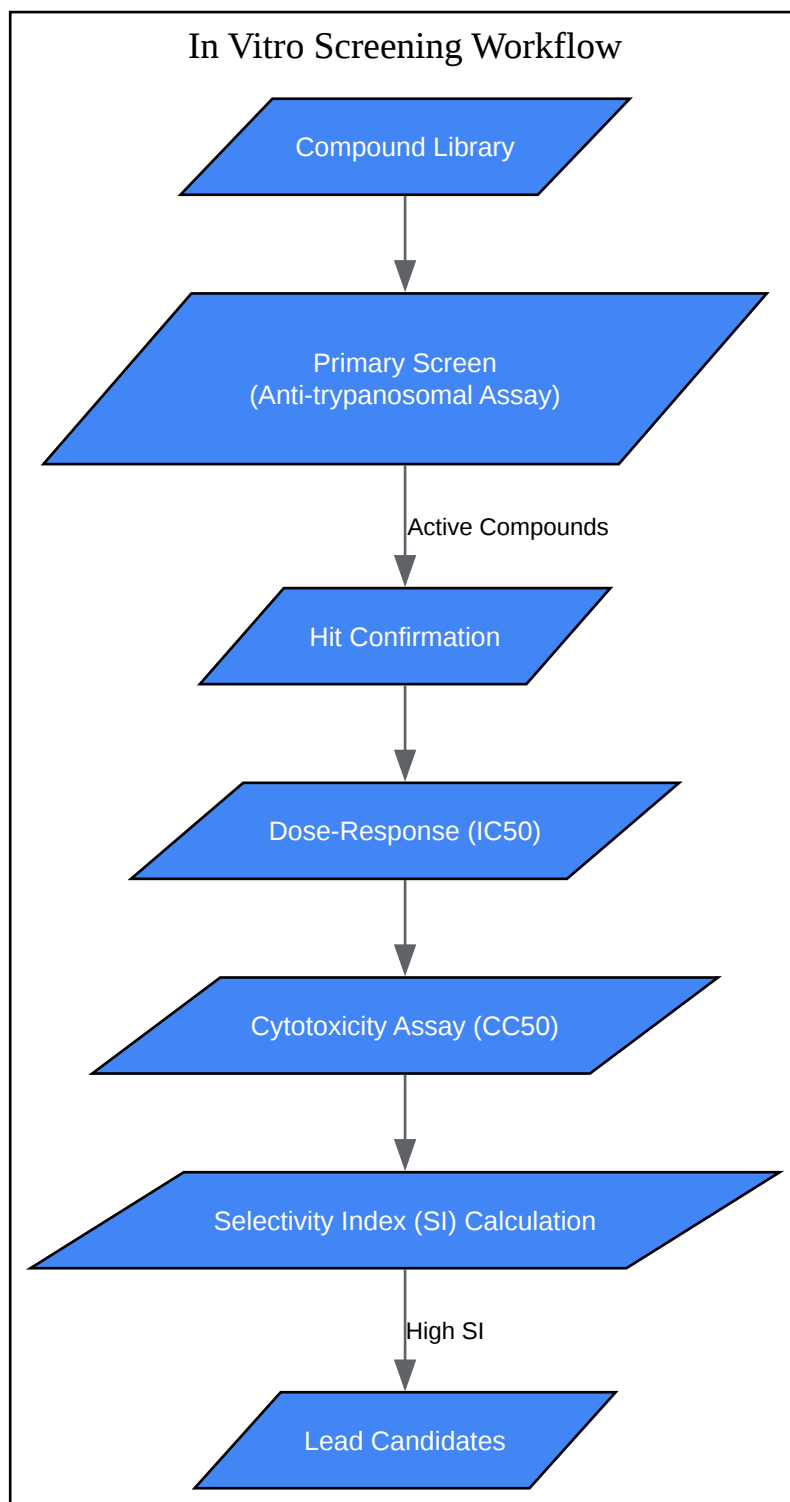 In Vitro Screening Workflow
Compound Library
Primary Screen
(Anti-trypanosomal Assay)
Active Compounds
Hit Confirmation
Dose-Response (IC50)
Cytotoxicity Assay (CC50)
Selectivity Index (SI) Calculation
High SI
Lead Candidates